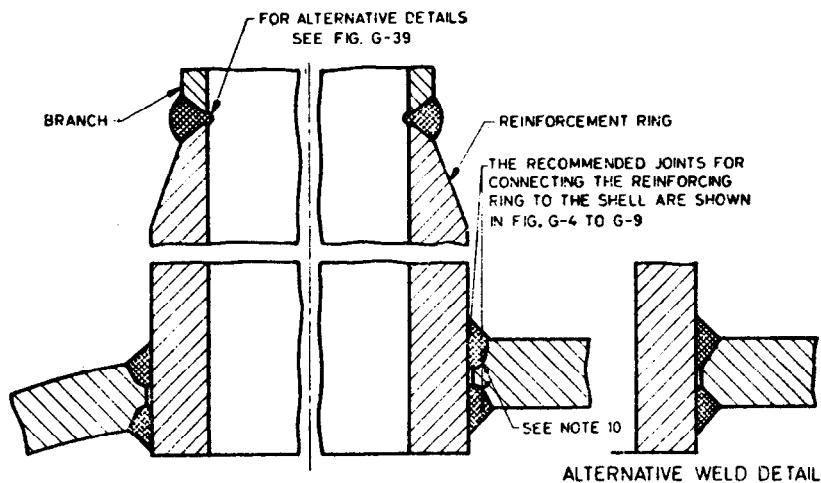 FOR ALTERNATIVE DETAILS
SEE FIG. G-39
BRANCH
REINFORCEMENT RING
THE RECOMMENDED JOINTS FOR
CONNECTING THE REINFORCING
RING TO THE SHELL ARE SHOWN
IN FIG. G-4 TO G-9
SEE NOTE 10
ALTERNATIVE WELD DETAIL